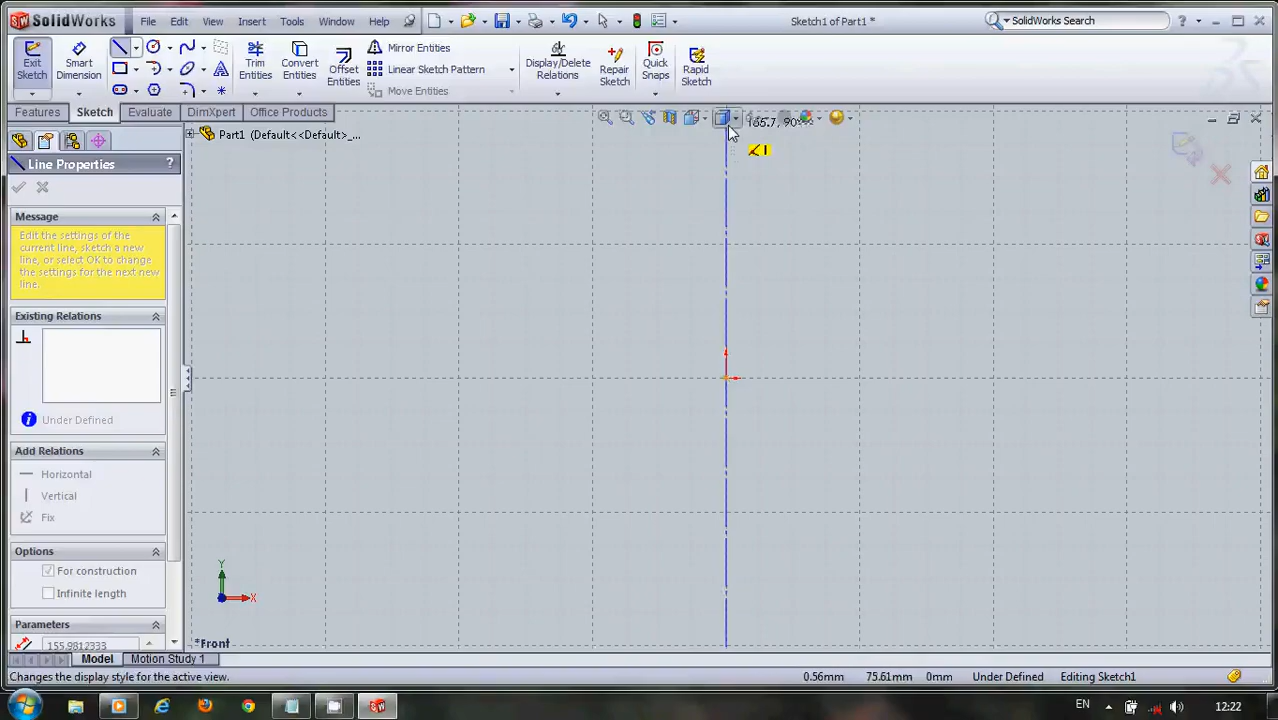 SolidWorks File Edit View Insert Tools Window Help Sketch1 of Part1 * SolidWorks Search
Exit Sketch
Smart Dimension
Trim Entities
Convert Entities
Offset Entities
Mirror Entities
Linear Sketch Pattern
Move Entities
Display/Delete Relations
Repair Sketch
Quick Snaps
Rapid Sketch
Features Sketch Evaluate DimXpert Office Products
Part1 (Default<<Default>_...
Line Properties ?
Message
Edit the settings of the
current line, sketch a new
line, or select OK to change
the settings for the next new
line.
Existing Relations
Under Defined
Add Relations
Horizontal
Vertical
Fix
Options
For construction
Infinite length
Parameters
155.9812333
Y
X
*Front
Model Motion Study 1
Changes the display style for the active view. 0.56mm 75.61mm 0mm Under Defined Editing Sketch1
EN 12:22